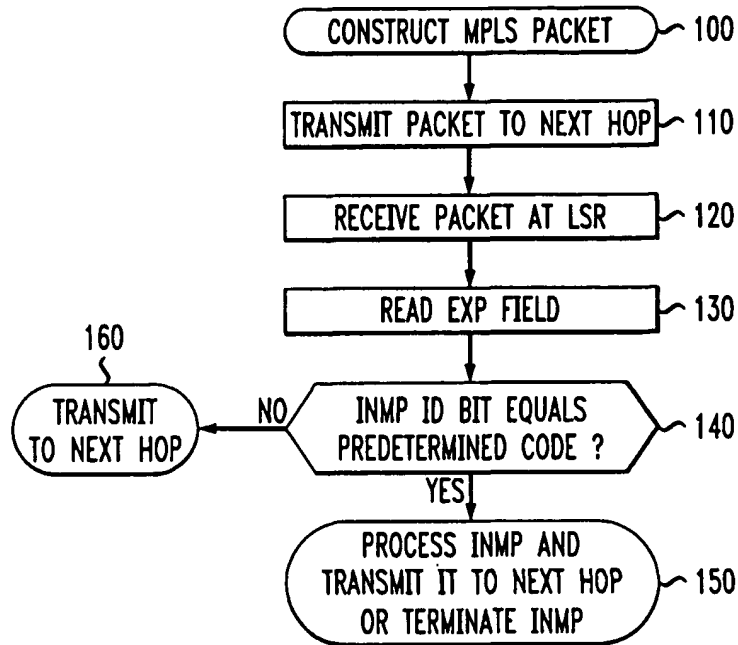 CONSTRUCT MPLS PACKET
100
TRANSMIT PACKET TO NEXT HOP
110
RECEIVE PACKET AT LSR
120
READ EXP FIELD
130
160
TRANSMIT
TO NEXT HOP
NO
INMP ID BIT EQUALS
PREDETERMINED CODE ?
140
YES
PROCESS INMP AND
TRANSMIT IT TO NEXT HOP
OR TERMINATE INMP
150